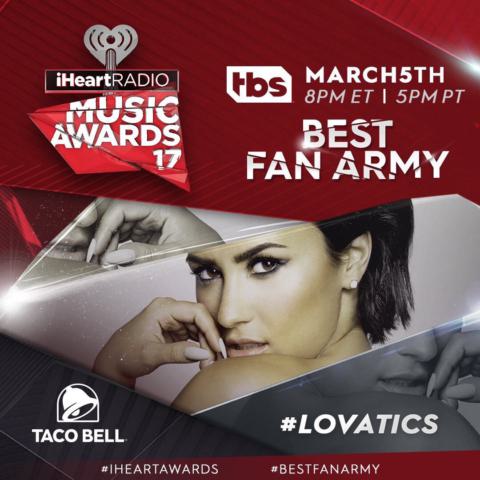 iHeartRADIO
MUSIC
AWARDS
17
tbs
MARCH5TH
8PM ET | 5PM PT
BEST
FAN ARMY
TACO BELL
#LOVATICS
#IHEARTAWARDS
#BESTFANARMY